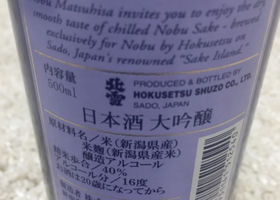 Nobu Matsuhisa invites you to enjoy the dry
smooth taste of chilled Nobu Sake - brewed
exclusively for Nobu by Hokusetsu on
Sado, Japan's renowned "Sake Island."
内容量
500ml
北雪
PRODUCED & BOTTLED BY
HOKUSETSU SHUZO CO., LTD.
SADO, JAPAN
日本酒 大吟醸
原材料名／米(新潟県産)
米麹(新潟県産)
醸造アルコール
精米歩合／40%
アルコール分／16度
お酒は20歳になってから